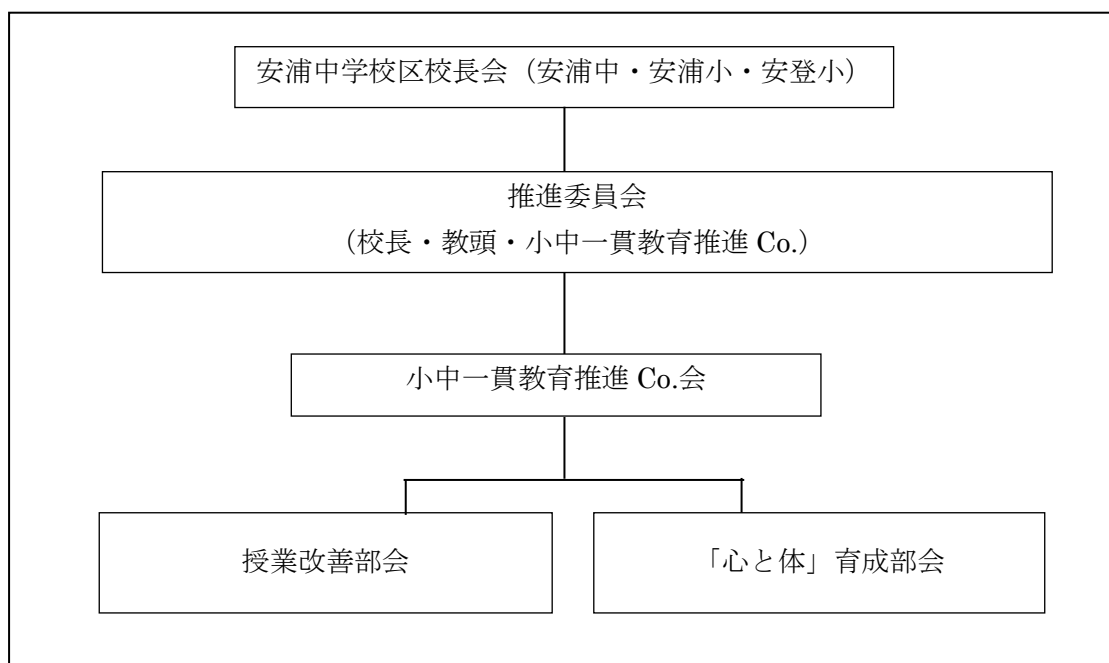 安浦中学校区校長会（安浦中・安浦小・安登小）
推進委員会
（校長・教頭・小中一貫教育推進 Co.）
小中一貫教育推進 Co.会
授業改善部会
「心と体」育成部会